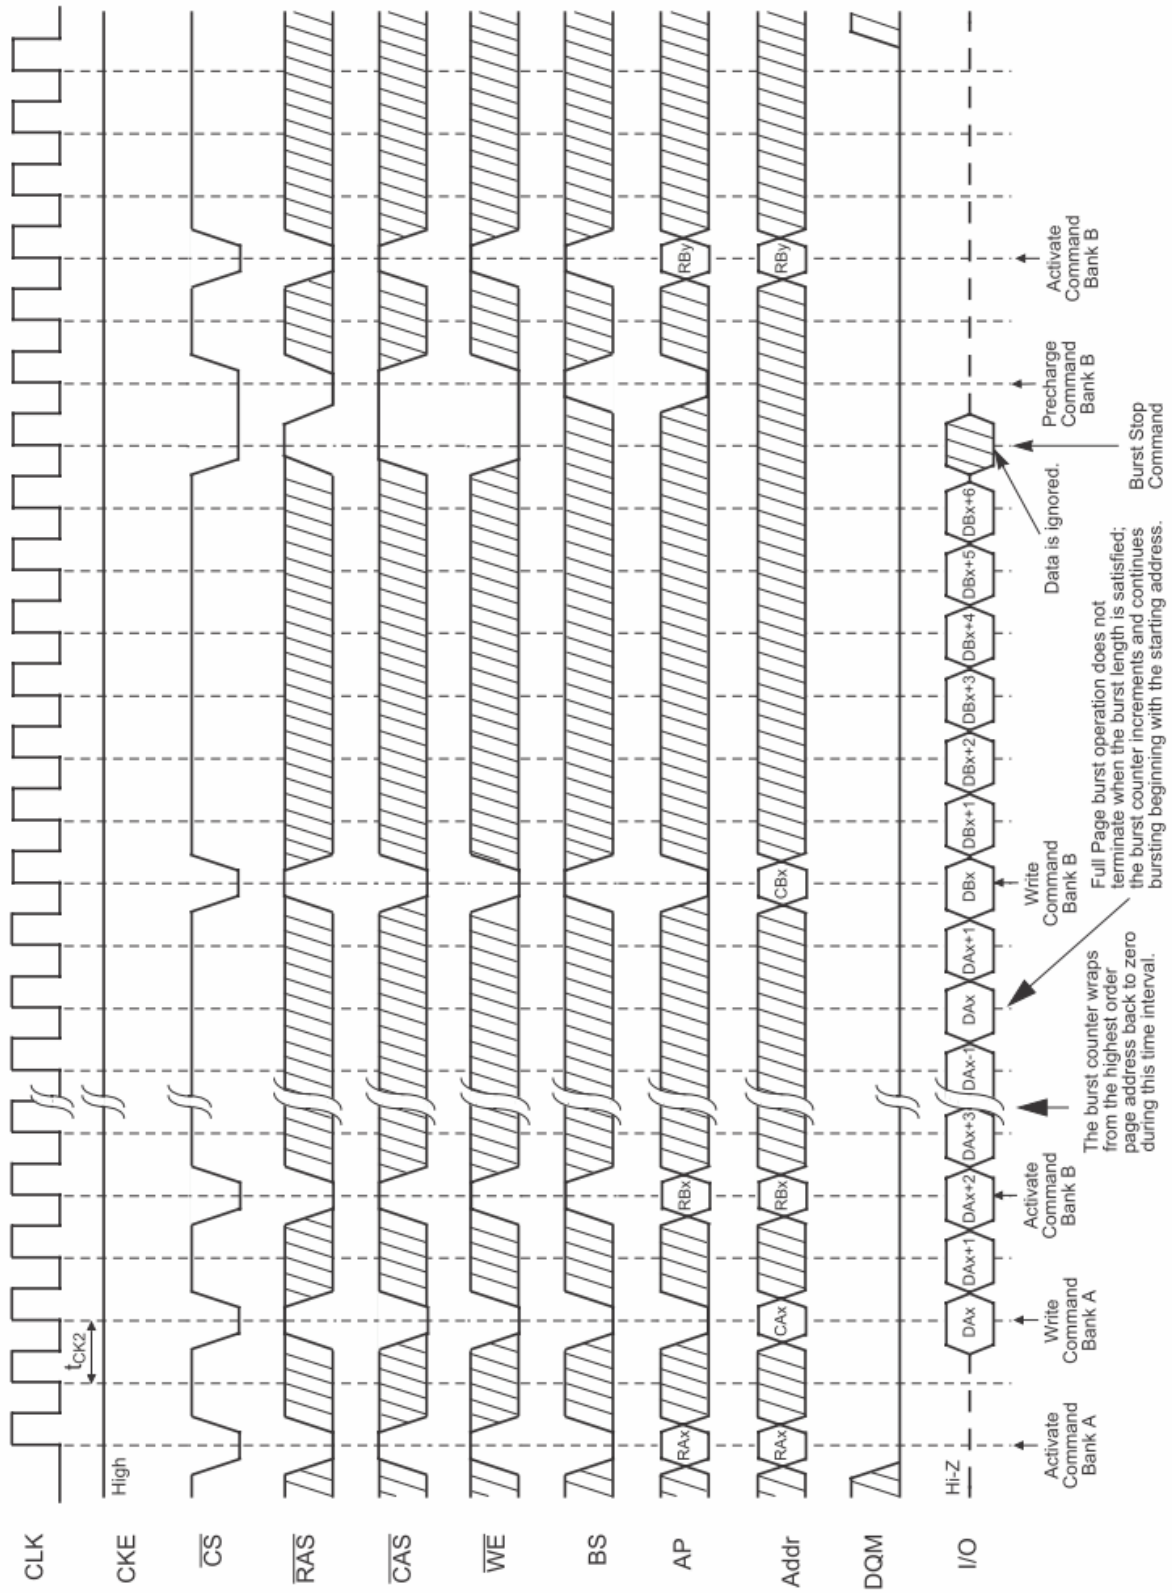 CLK
CKE
High
tCK2
C̅S̅
R̅A̅S̅
C̅A̅S̅
W̅E̅
BS
AP
RAx
RBx
RBy
Addr
RAx
CAx
RBx
CBx
RBy
DQM
I/O
Hi-Z
DAx
DAx+1
DAx+2
DAx+3
DAx-1
DAx
DAx+1
DBx
DBx+1
DBx+2
DBx+3
DBx+4
DBx+5
DBx+6
Activate
Command
Bank A
Write
Command
Bank A
Activate
Command
Bank B
The burst counter wraps
from the highest order
page address back to zero
during this time interval.
Write
Command
Bank B
Full Page burst operation does not
terminate when the burst length is satisfied;
the burst counter increments and continues
bursting beginning with the starting address.
Data is ignored.
Burst Stop
Command
Precharge
Command
Bank B
Activate
Command
Bank B